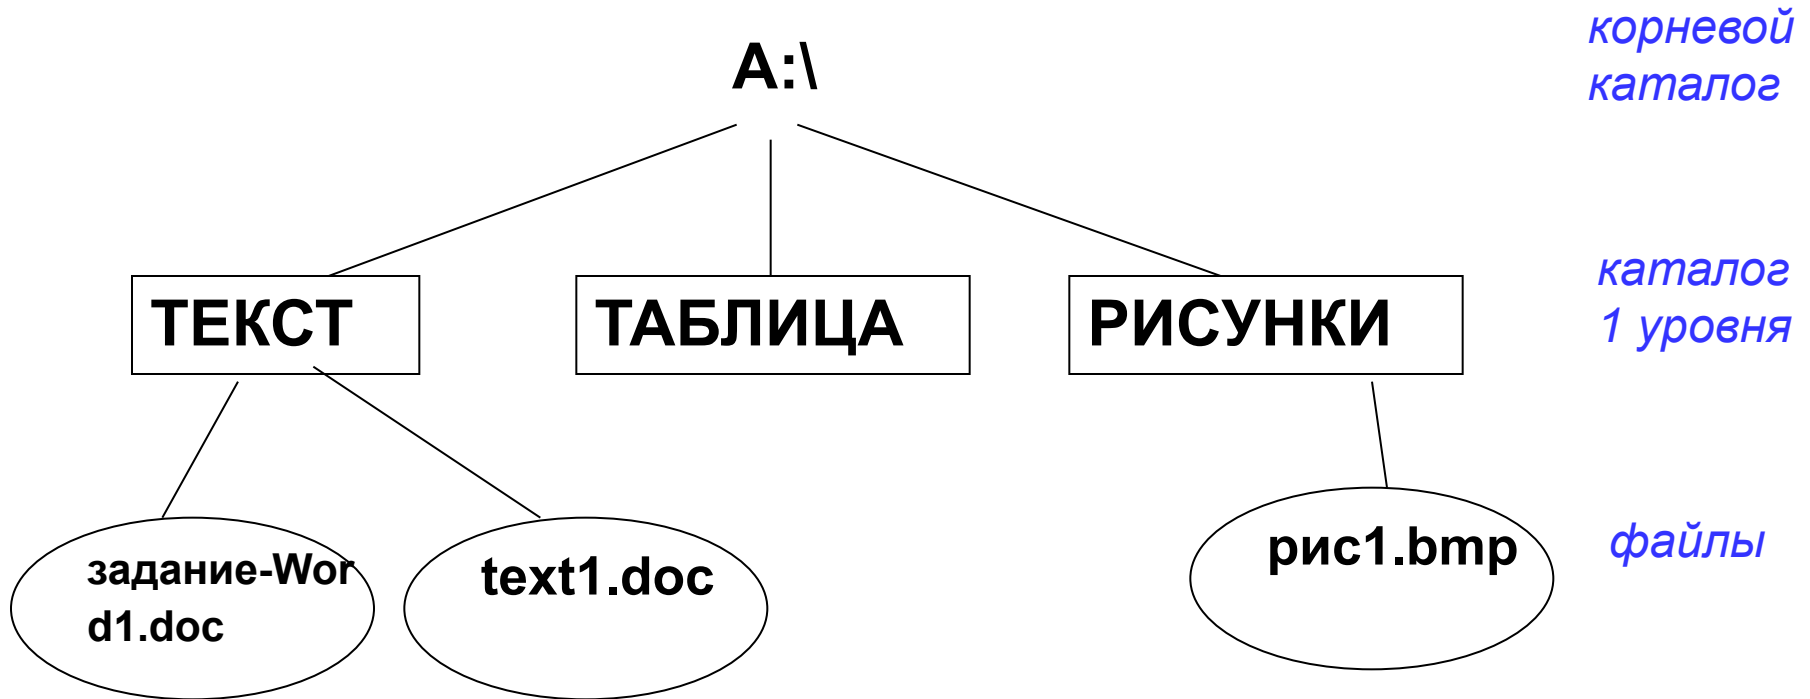 корневой
каталог
A:\
каталог
1 уровня
ТЕКСТ
ТАБЛИЦА
РИСУНКИ
файлы
задание-Wor
d1.doc
text1.doc
рис1.bmp